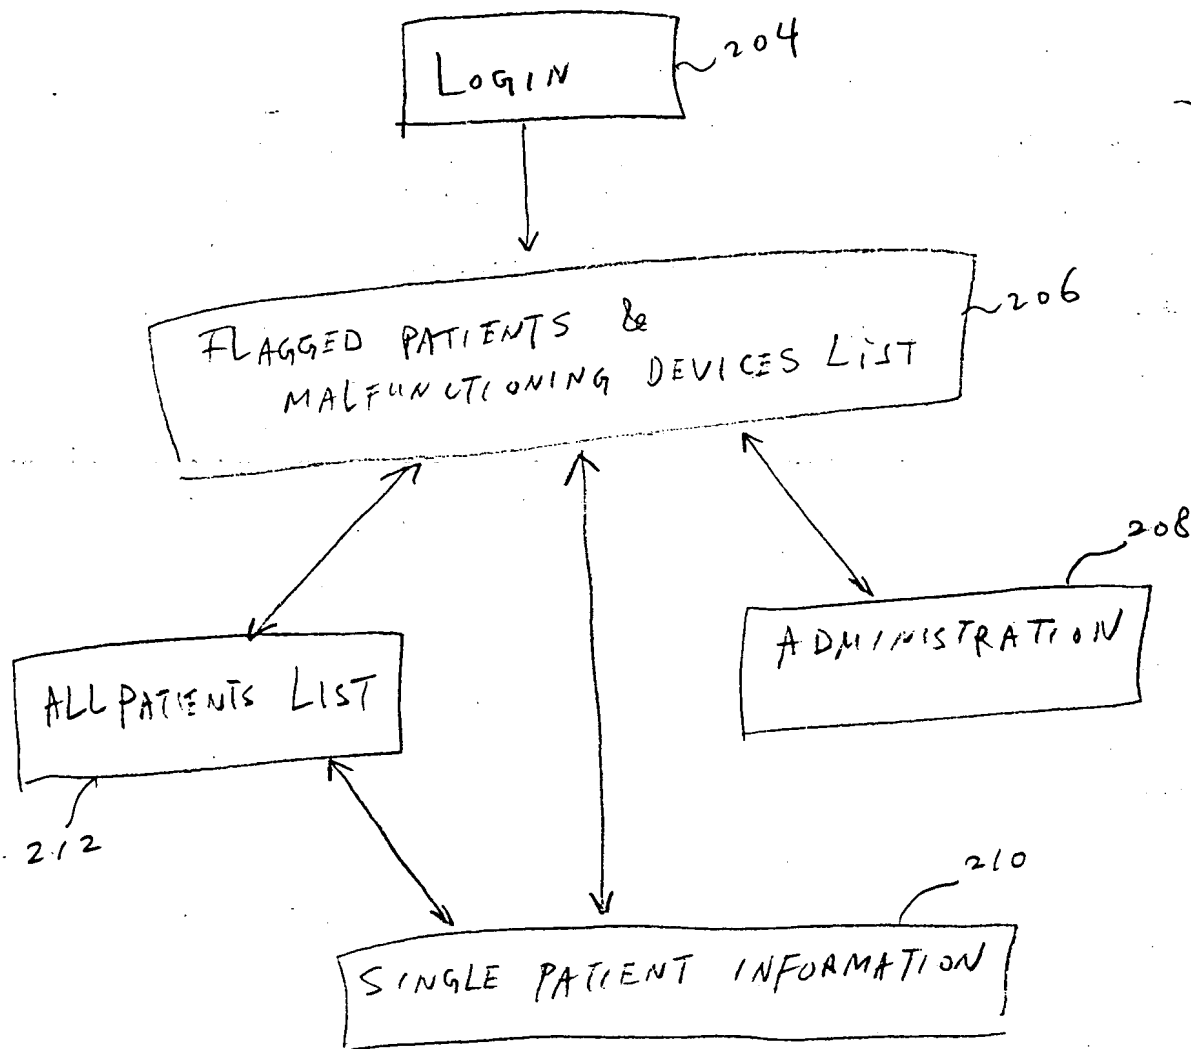 LOGIN
204
FLAGGED PATIENTS &
MALFUNCTIONING DEVICES LIST
206
208
ADMINISTRATION
ALL PATIENTS LIST
212
210
SINGLE PATIENT INFORMATION